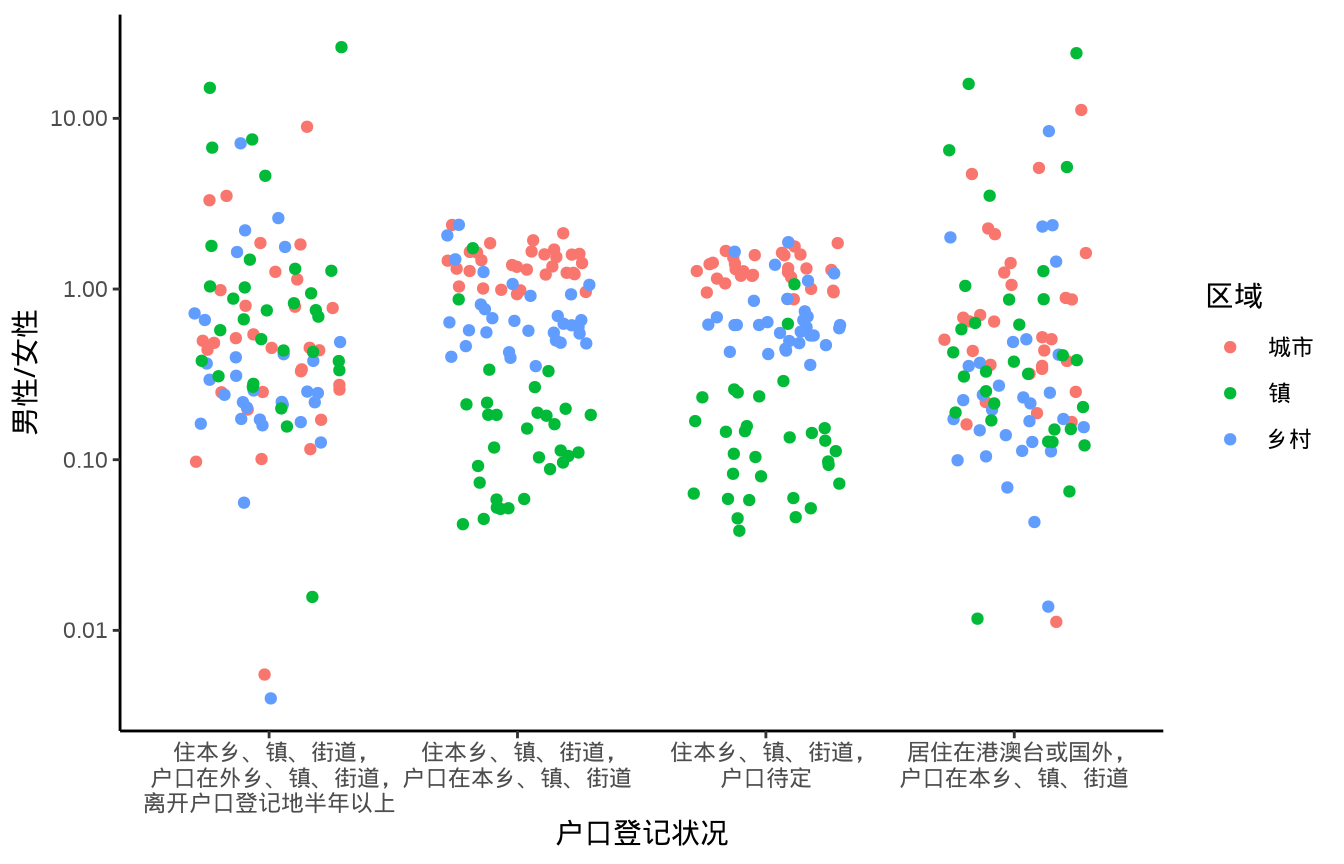 10.00
1.00
0.10
0.01
男性/女性
住本乡、镇、街道，
户口在外乡、镇、街道，
离开户口登记地半年以上
住本乡、镇、街道，
户口在本乡、镇、街道
住本乡、镇、街道，
户口待定
居住在港澳台或国外，
户口在本乡、镇、街道
户口登记状况
区域
城市
镇
乡村